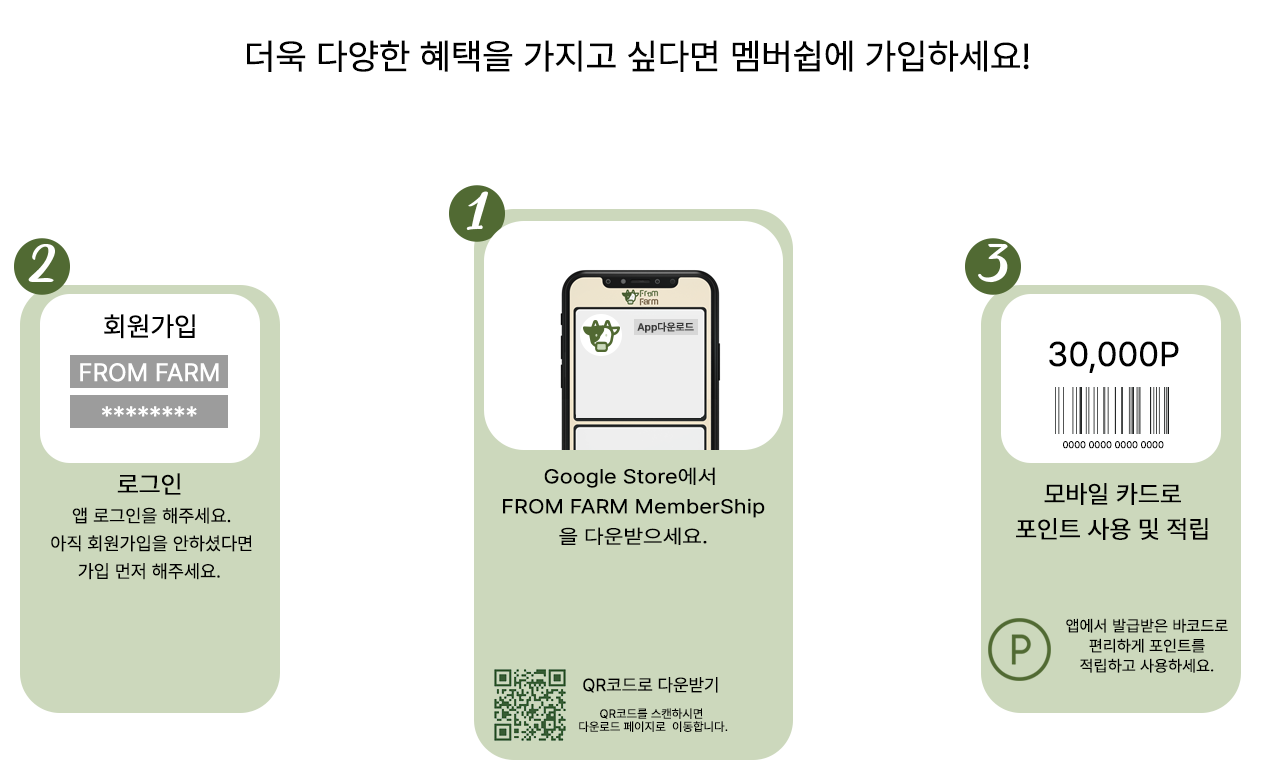 더욱 다양한 혜택을 가지고 싶다면 멤버쉽에 가입하세요!
1
From
Farm
App다운로드
Google Store에서
FROM FARM MemberShip
을 다운받으세요.
QR코드로 다운받기
QR코드를 스캔하시면
다운로드 페이지로 이동합니다.
2
회원가입
FROM FARM
********
로그인
앱 로그인을 해주세요.
아직 회원가입을 안하셨다면
가입 먼저 해주세요.
3
30,000P
0000 0000 0000 0000
모바일 카드로
포인트 사용 및 적립
P
앱에서 발급받은 바코드로
편리하게 포인트를
적립하고 사용하세요.